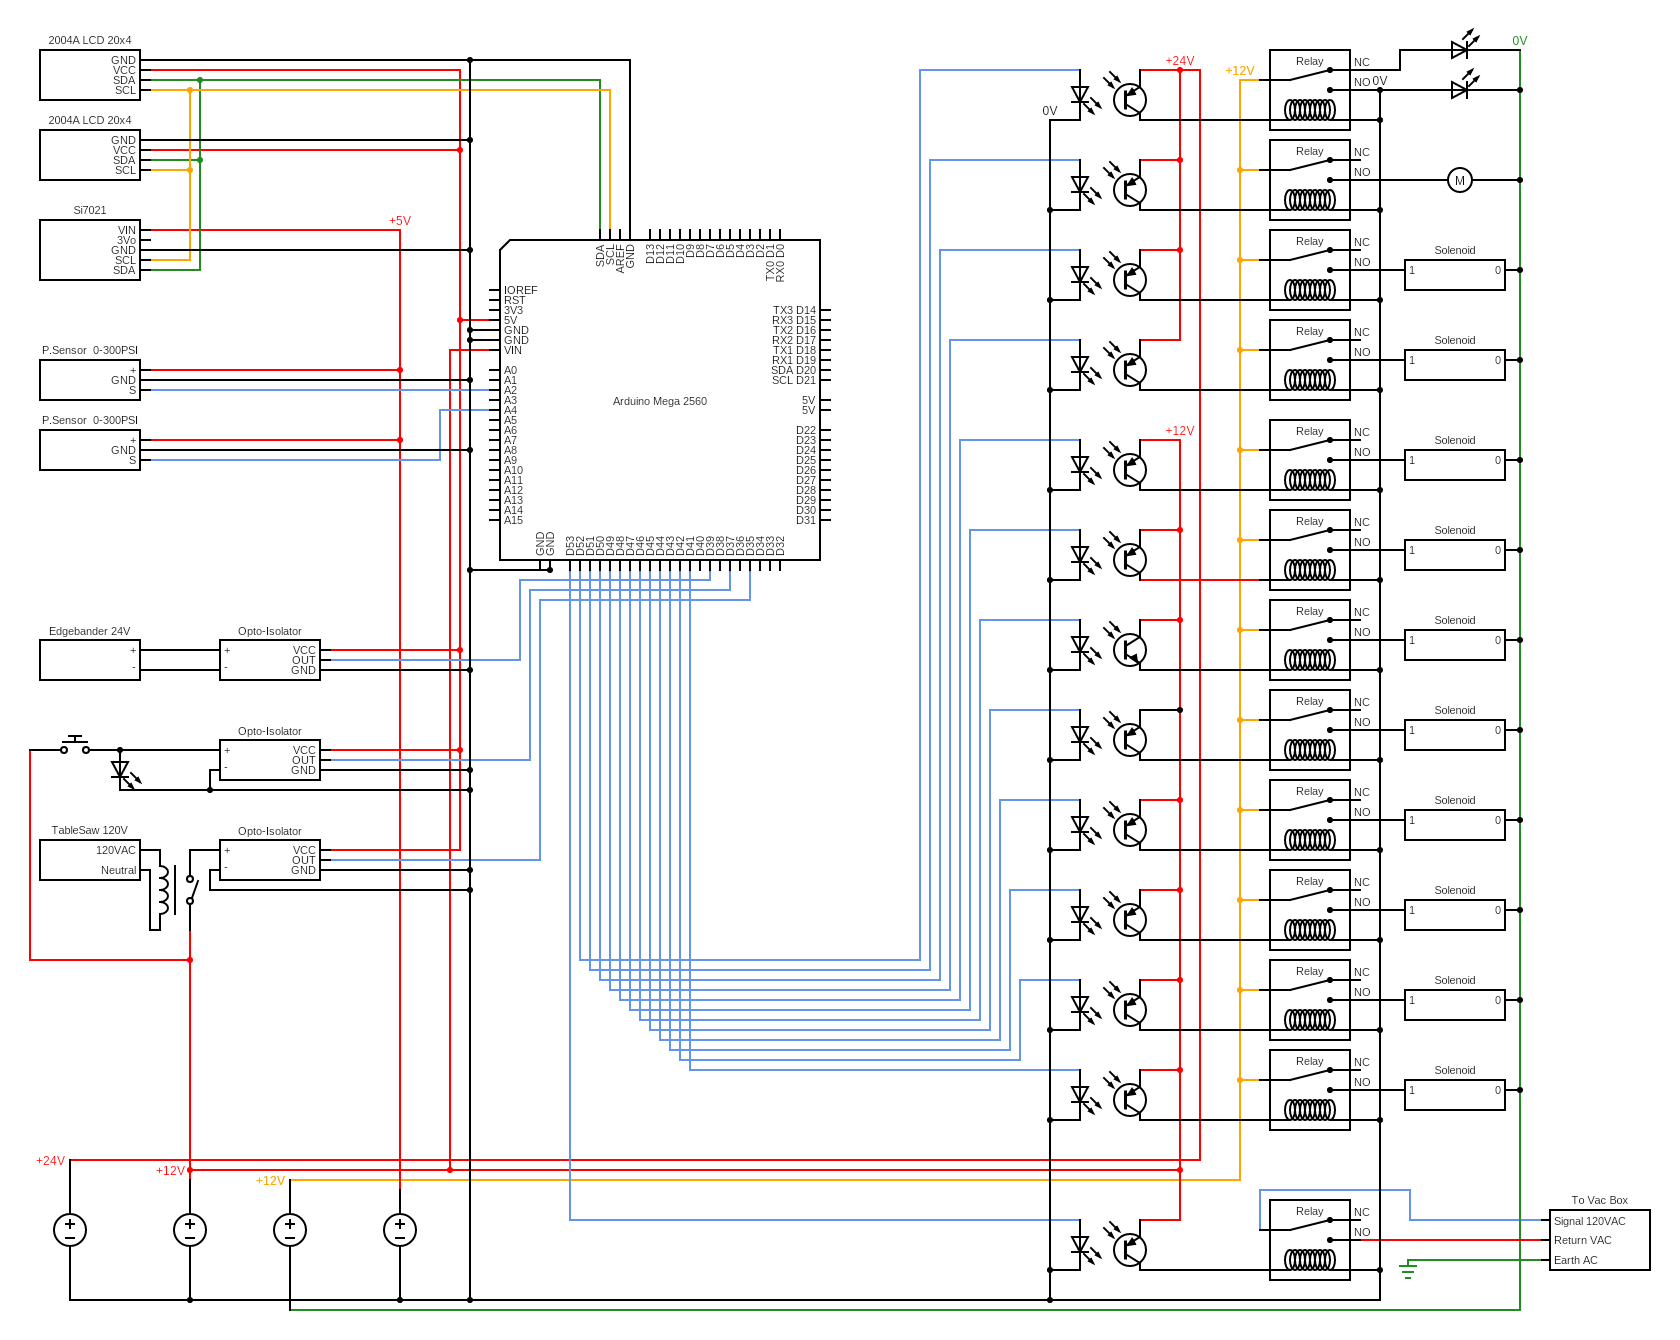 2004A LCD 20x4
GND
VCC
SDA
SCL
2004A LCD 20x4
GND
VCC
SDA
SCL
Si7021
VIN
3Vo
GND
SCL
SDA
+5V
P.Sensor 0-300PSI
+
GND
S
P.Sensor 0-300PSI
+
GND
S
Edgebander 24V
+
-
Opto-Isolator
+
-
VCC
OUT
GND
Opto-Isolator
+
-
VCC
OUT
GND
TableSaw 120V
120VAC
Neutral
Opto-Isolator
+
-
VCC
OUT
GND
+24V
+12V
+12V
SDA
SCL
AREF
GND
D13
D12
D11
D10
D9
D8
D7
D6
D5
D4
D3
D2
TX0 D1
RX0 D0
IOREF
RST
3V3
5V
GND
GND
VIN
A0
A1
A2
A3
A4
A5
A6
A7
A8
A9
A10
A11
A12
A13
A14
A15
Arduino Mega 2560
TX3 D14
RX3 D15
TX2 D16
RX2 D17
TX1 D18
RX1 D19
SDA D20
SCL D21
5V
5V
D22
D23
D24
D25
D26
D27
D28
D29
D30
D31
GND
GND
D53
D52
D51
D50
D49
D48
D47
D46
D45
D44
D43
D42
D41
D40
D39
D38
D37
D36
D35
D34
D33
D32
0V
+24V
+12V
+12V
0V
0V
Relay
NC
NO
Relay
NC
NO
M
Relay
NC
NO
Solenoid
1 0
Relay
NC
NO
Solenoid
1 0
Relay
NC
NO
Solenoid
1 0
Relay
NC
NO
Solenoid
1 0
Relay
NC
NO
Solenoid
1 0
Relay
NC
NO
Solenoid
1 0
Relay
NC
NO
Solenoid
1 0
Relay
NC
NO
Solenoid
1 0
Relay
NC
NO
Solenoid
1 0
Relay
NC
NO
Solenoid
1 0
Relay
NC
NO
To Vac Box
Signal 120VAC
Return VAC
Earth AC